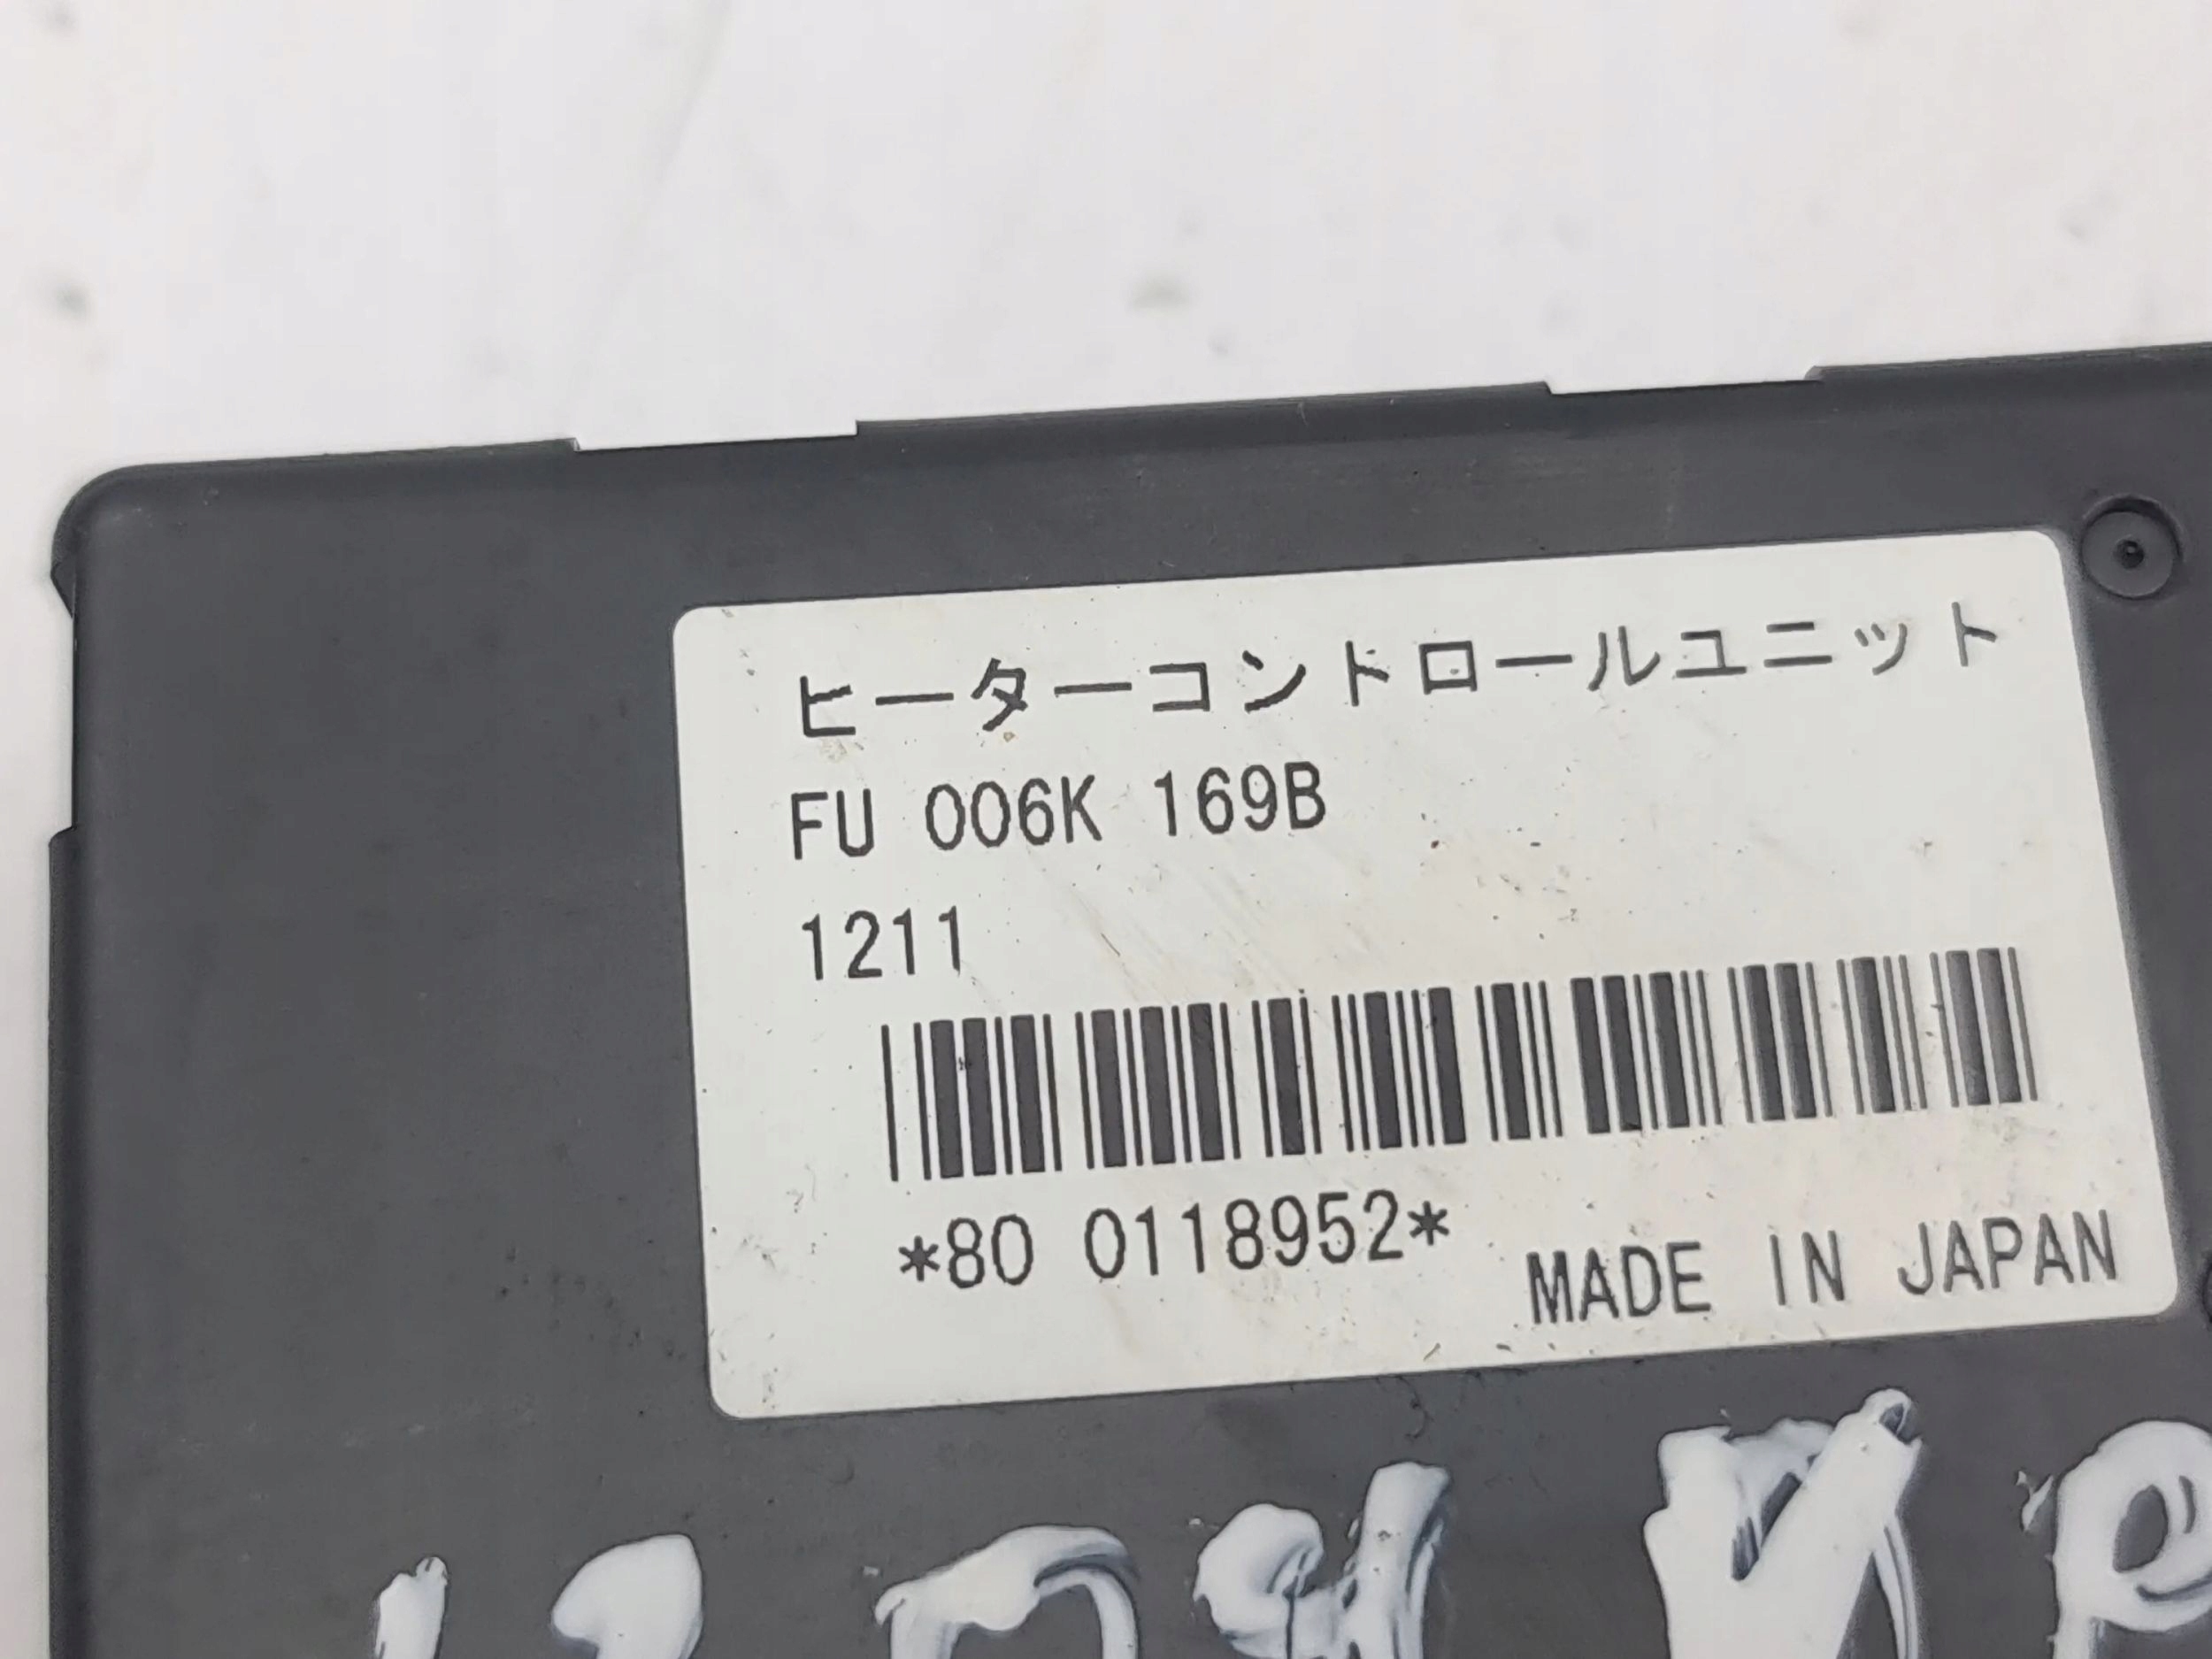 ヒーターコントロールユニット
FU 006K 169B
1211
*80 0118952*
MADE IN JAPAN